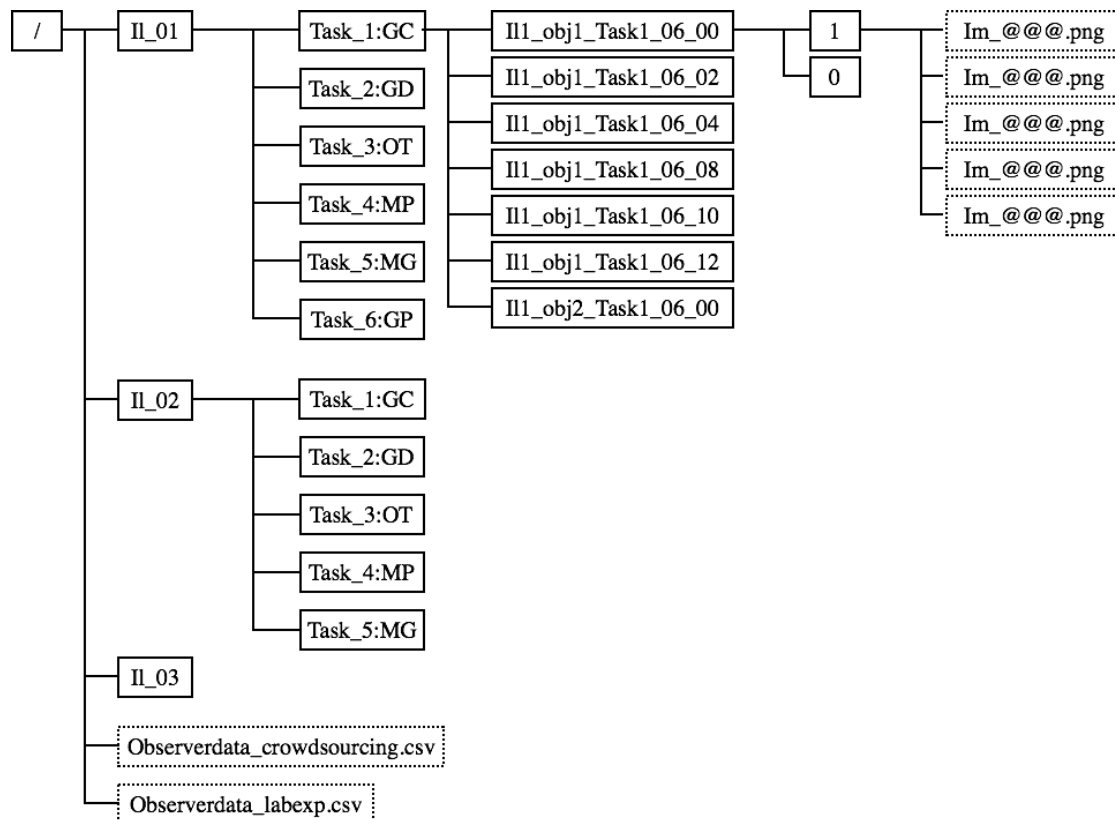 /
Il_01
Task_1:GC
Il1_obj1_Task1_06_00
1
Im_@@@.png
Il1_obj1_Task1_06_02
0
Im_@@@.png
Task_2:GD
Il1_obj1_Task1_06_04
Im_@@@.png
Task_3:OT
Il1_obj1_Task1_06_08
Im_@@@.png
Task_4:MP
Il1_obj1_Task1_06_10
Im_@@@.png
Task_5:MG
Il1_obj1_Task1_06_12
Task_6:GP
Il1_obj2_Task1_06_00
Il_02
Task_1:GC
Task_2:GD
Task_3:OT
Task_4:MP
Task_5:MG
Il_03
Observerdata_crowdsourcing.csv
Observerdata_labexp.csv